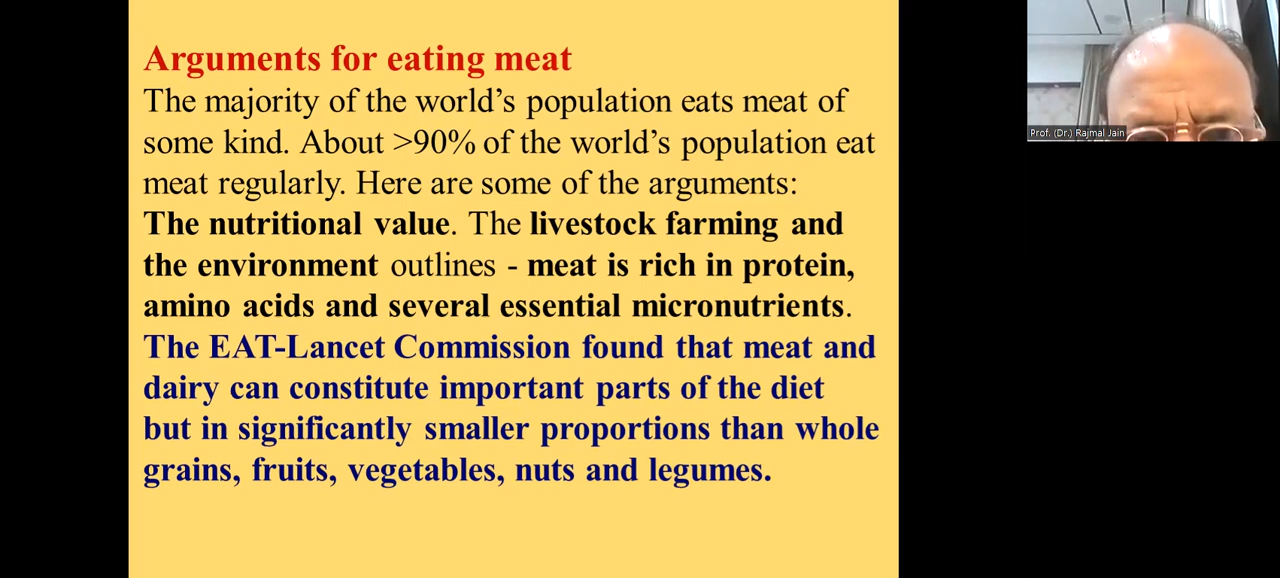 Arguments for eating meat
The majority of the world's population eats meat of
some kind. About >90% of the world's population eat
meat regularly. Here are some of the arguments:
The nutritional value. The livestock farming and
the environment outlines - meat is rich in protein,
amino acids and several essential micronutrients.
The EAT-Lancet Commission found that meat and
dairy can constitute important parts of the diet
but in significantly smaller proportions than whole
grains, fruits, vegetables, nuts and legumes.
Prof. (Dr.) Rajmal Jain